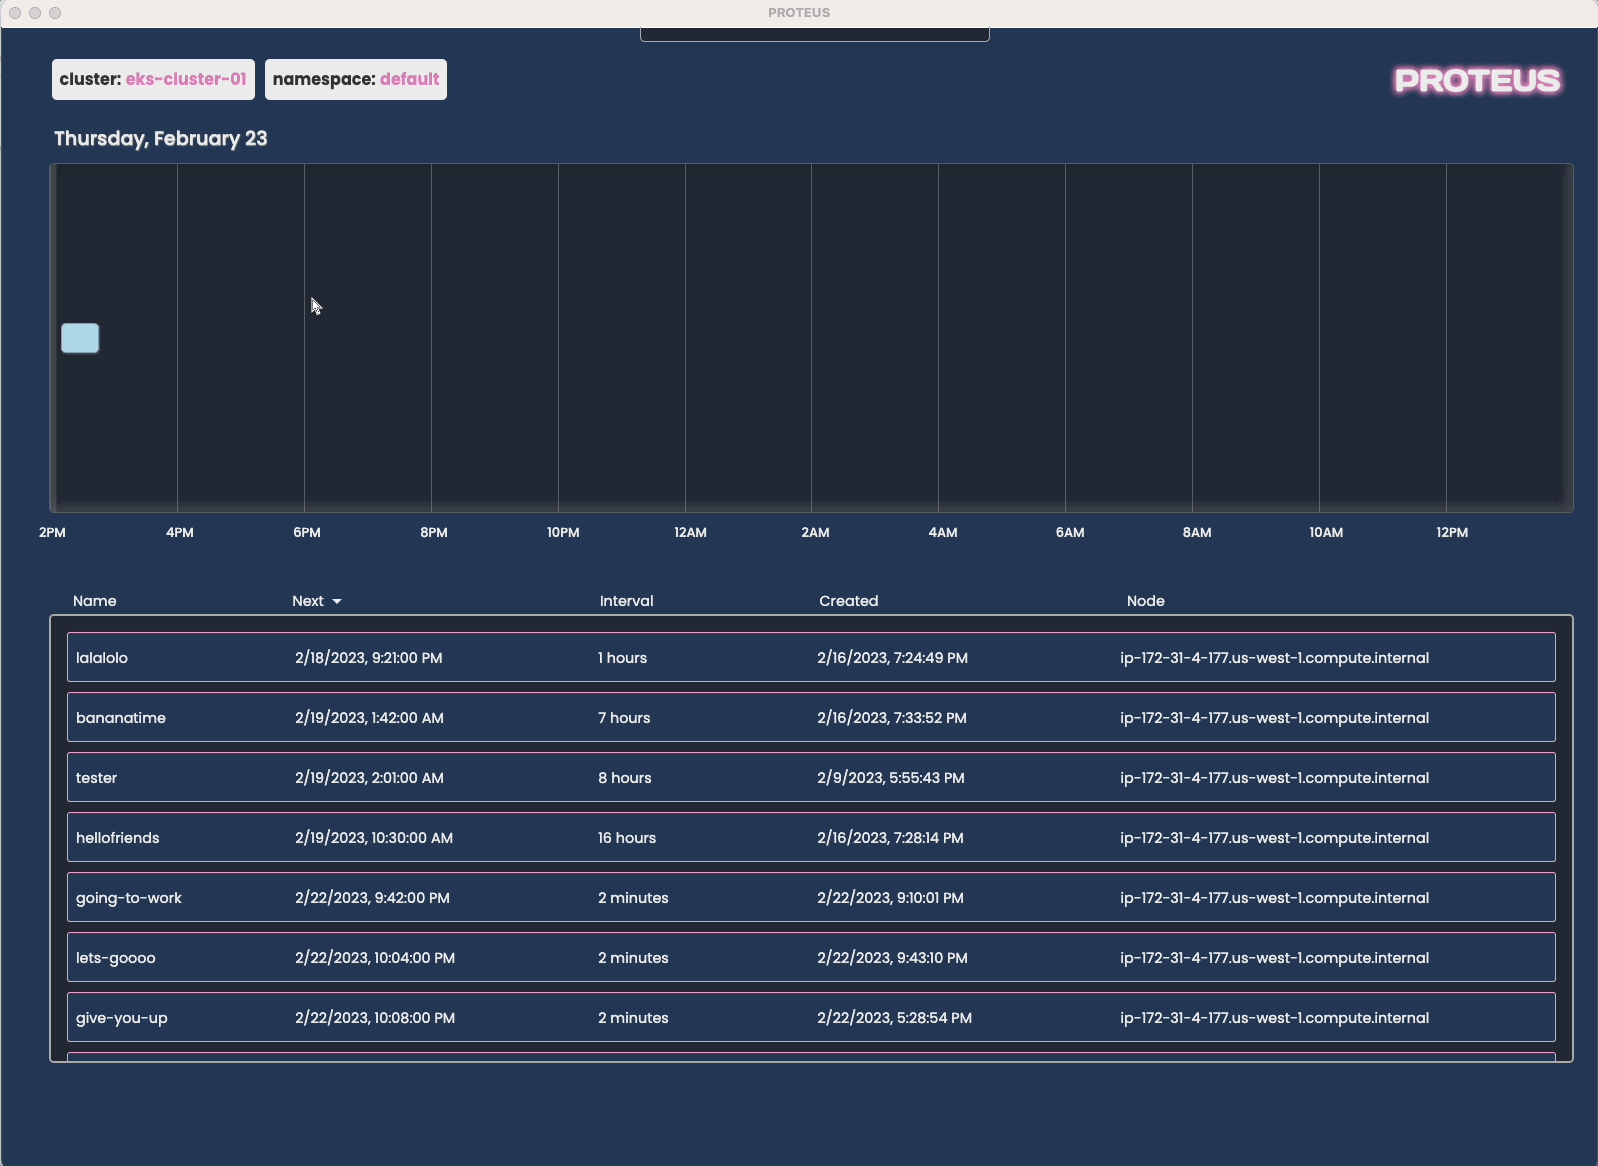 PROTEUS
cluster: eks-cluster-01 namespace: default PROTEUS
Thursday, February 23
2PM 4PM 6PM 8PM 10PM 12AM 2AM 4AM 6AM 8AM 10AM 12PM
Name Next Interval Created Node
lalalolo 2/18/2023, 9:21:00 PM 1 hours 2/16/2023, 7:24:49 PM ip-172-31-4-177.us-west-1.compute.internal
bananatime 2/19/2023, 1:42:00 AM 7 hours 2/16/2023, 7:33:52 PM ip-172-31-4-177.us-west-1.compute.internal
tester 2/19/2023, 2:01:00 AM 8 hours 2/9/2023, 5:55:43 PM ip-172-31-4-177.us-west-1.compute.internal
hellofriends 2/19/2023, 10:30:00 AM 16 hours 2/16/2023, 7:28:14 PM ip-172-31-4-177.us-west-1.compute.internal
going-to-work 2/22/2023, 9:42:00 PM 2 minutes 2/22/2023, 9:10:01 PM ip-172-31-4-177.us-west-1.compute.internal
lets-goooo 2/22/2023, 10:04:00 PM 2 minutes 2/22/2023, 9:43:10 PM ip-172-31-4-177.us-west-1.compute.internal
give-you-up 2/22/2023, 10:08:00 PM 2 minutes 2/22/2023, 5:28:54 PM ip-172-31-4-177.us-west-1.compute.internal